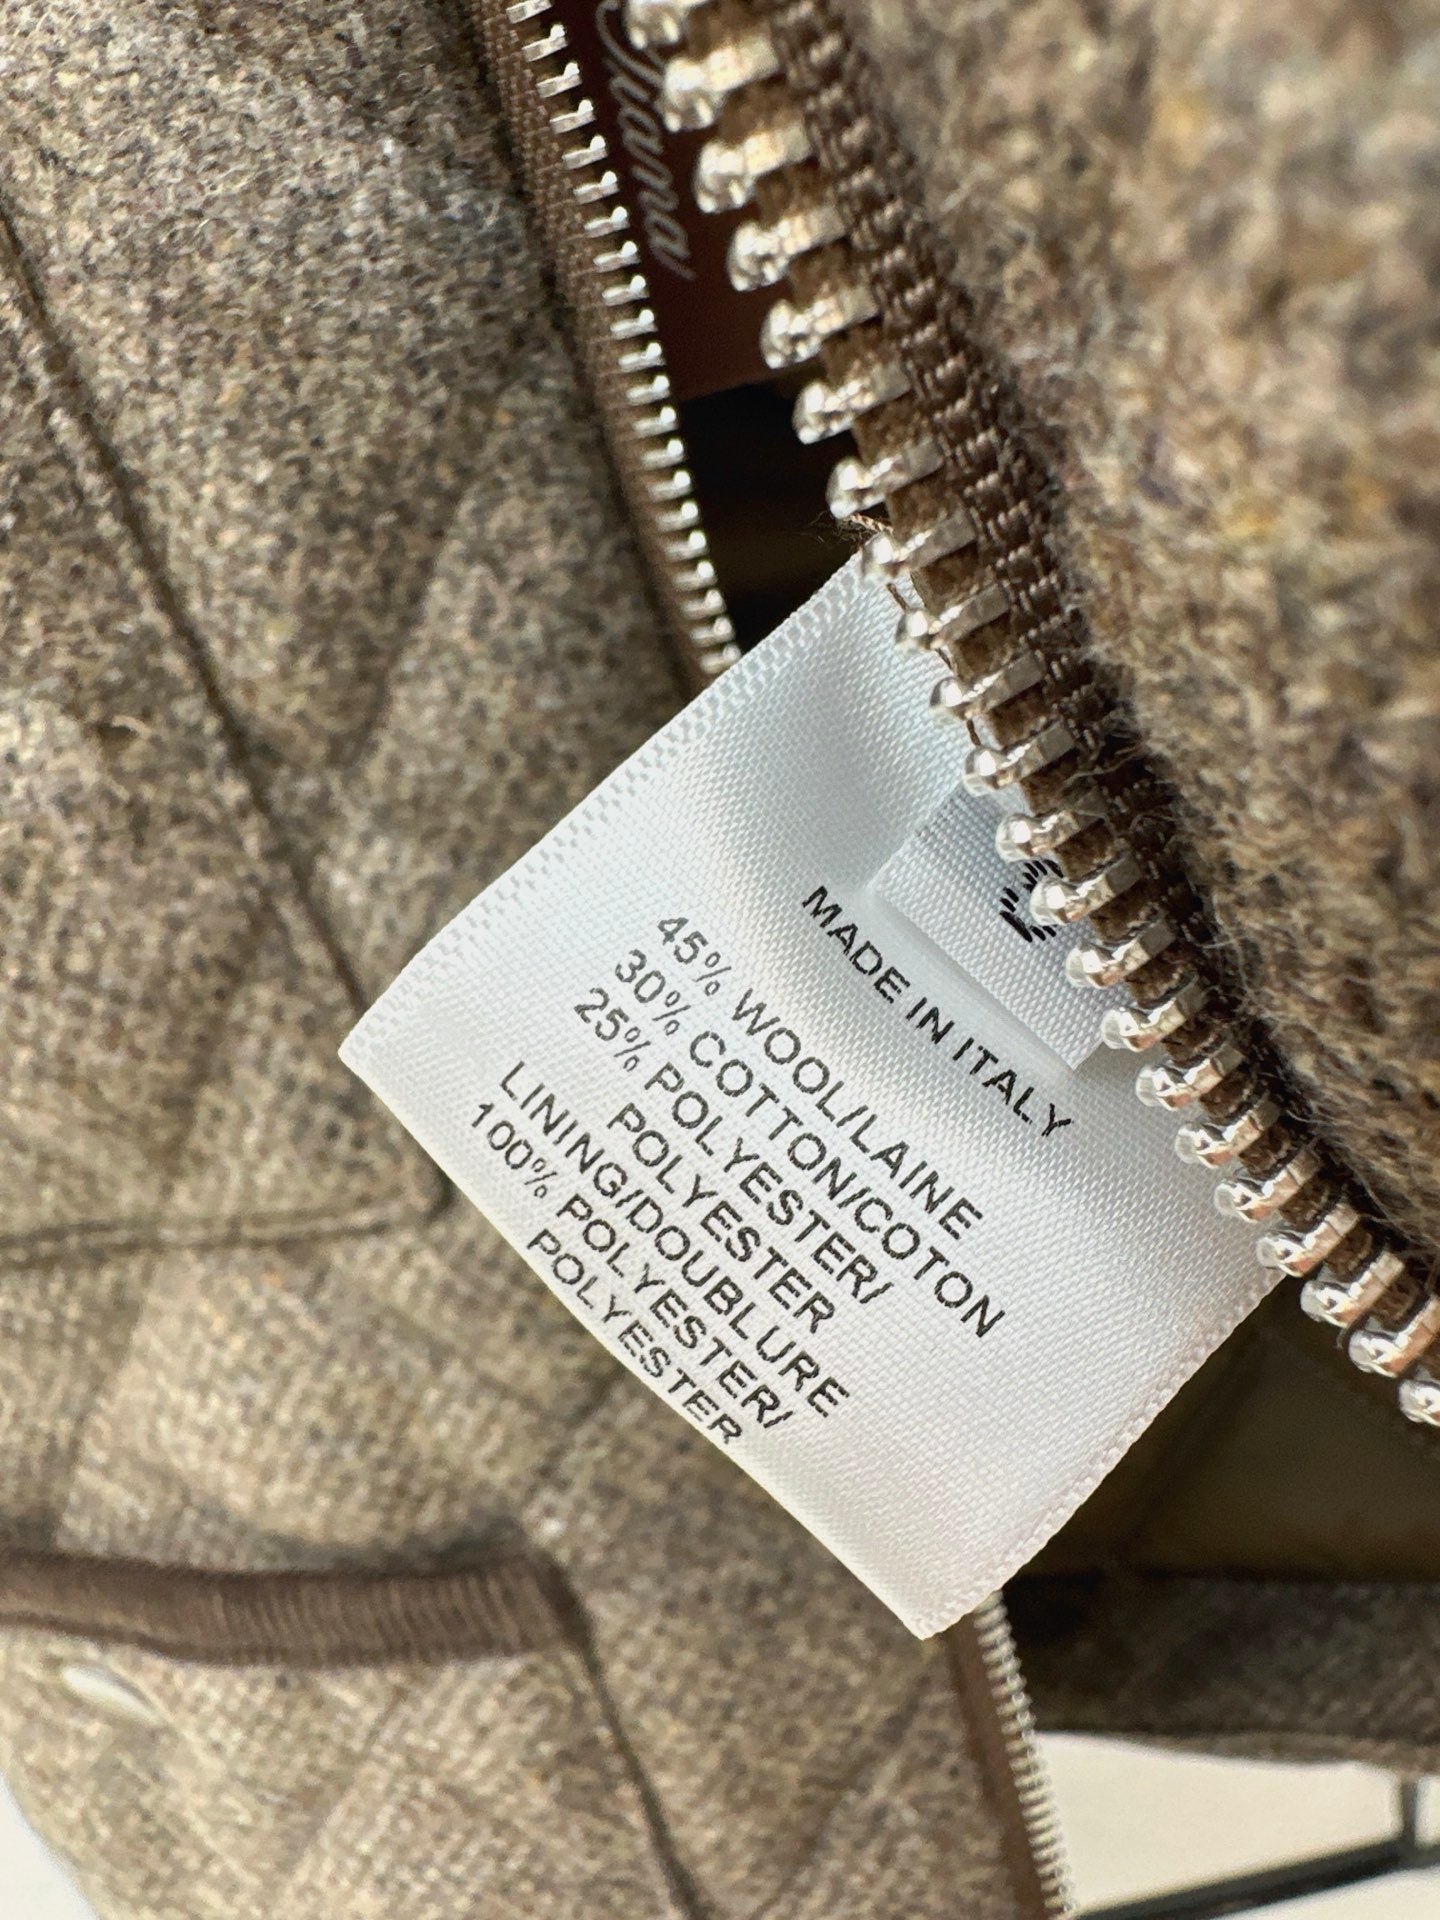 MADE IN ITALY
45% WOOL/LAINE
30% COTTON/COTON
25% POLYESTER/
POLYESTER
LINING/DOUBLURE
100% POLYESTER/
POLYESTER